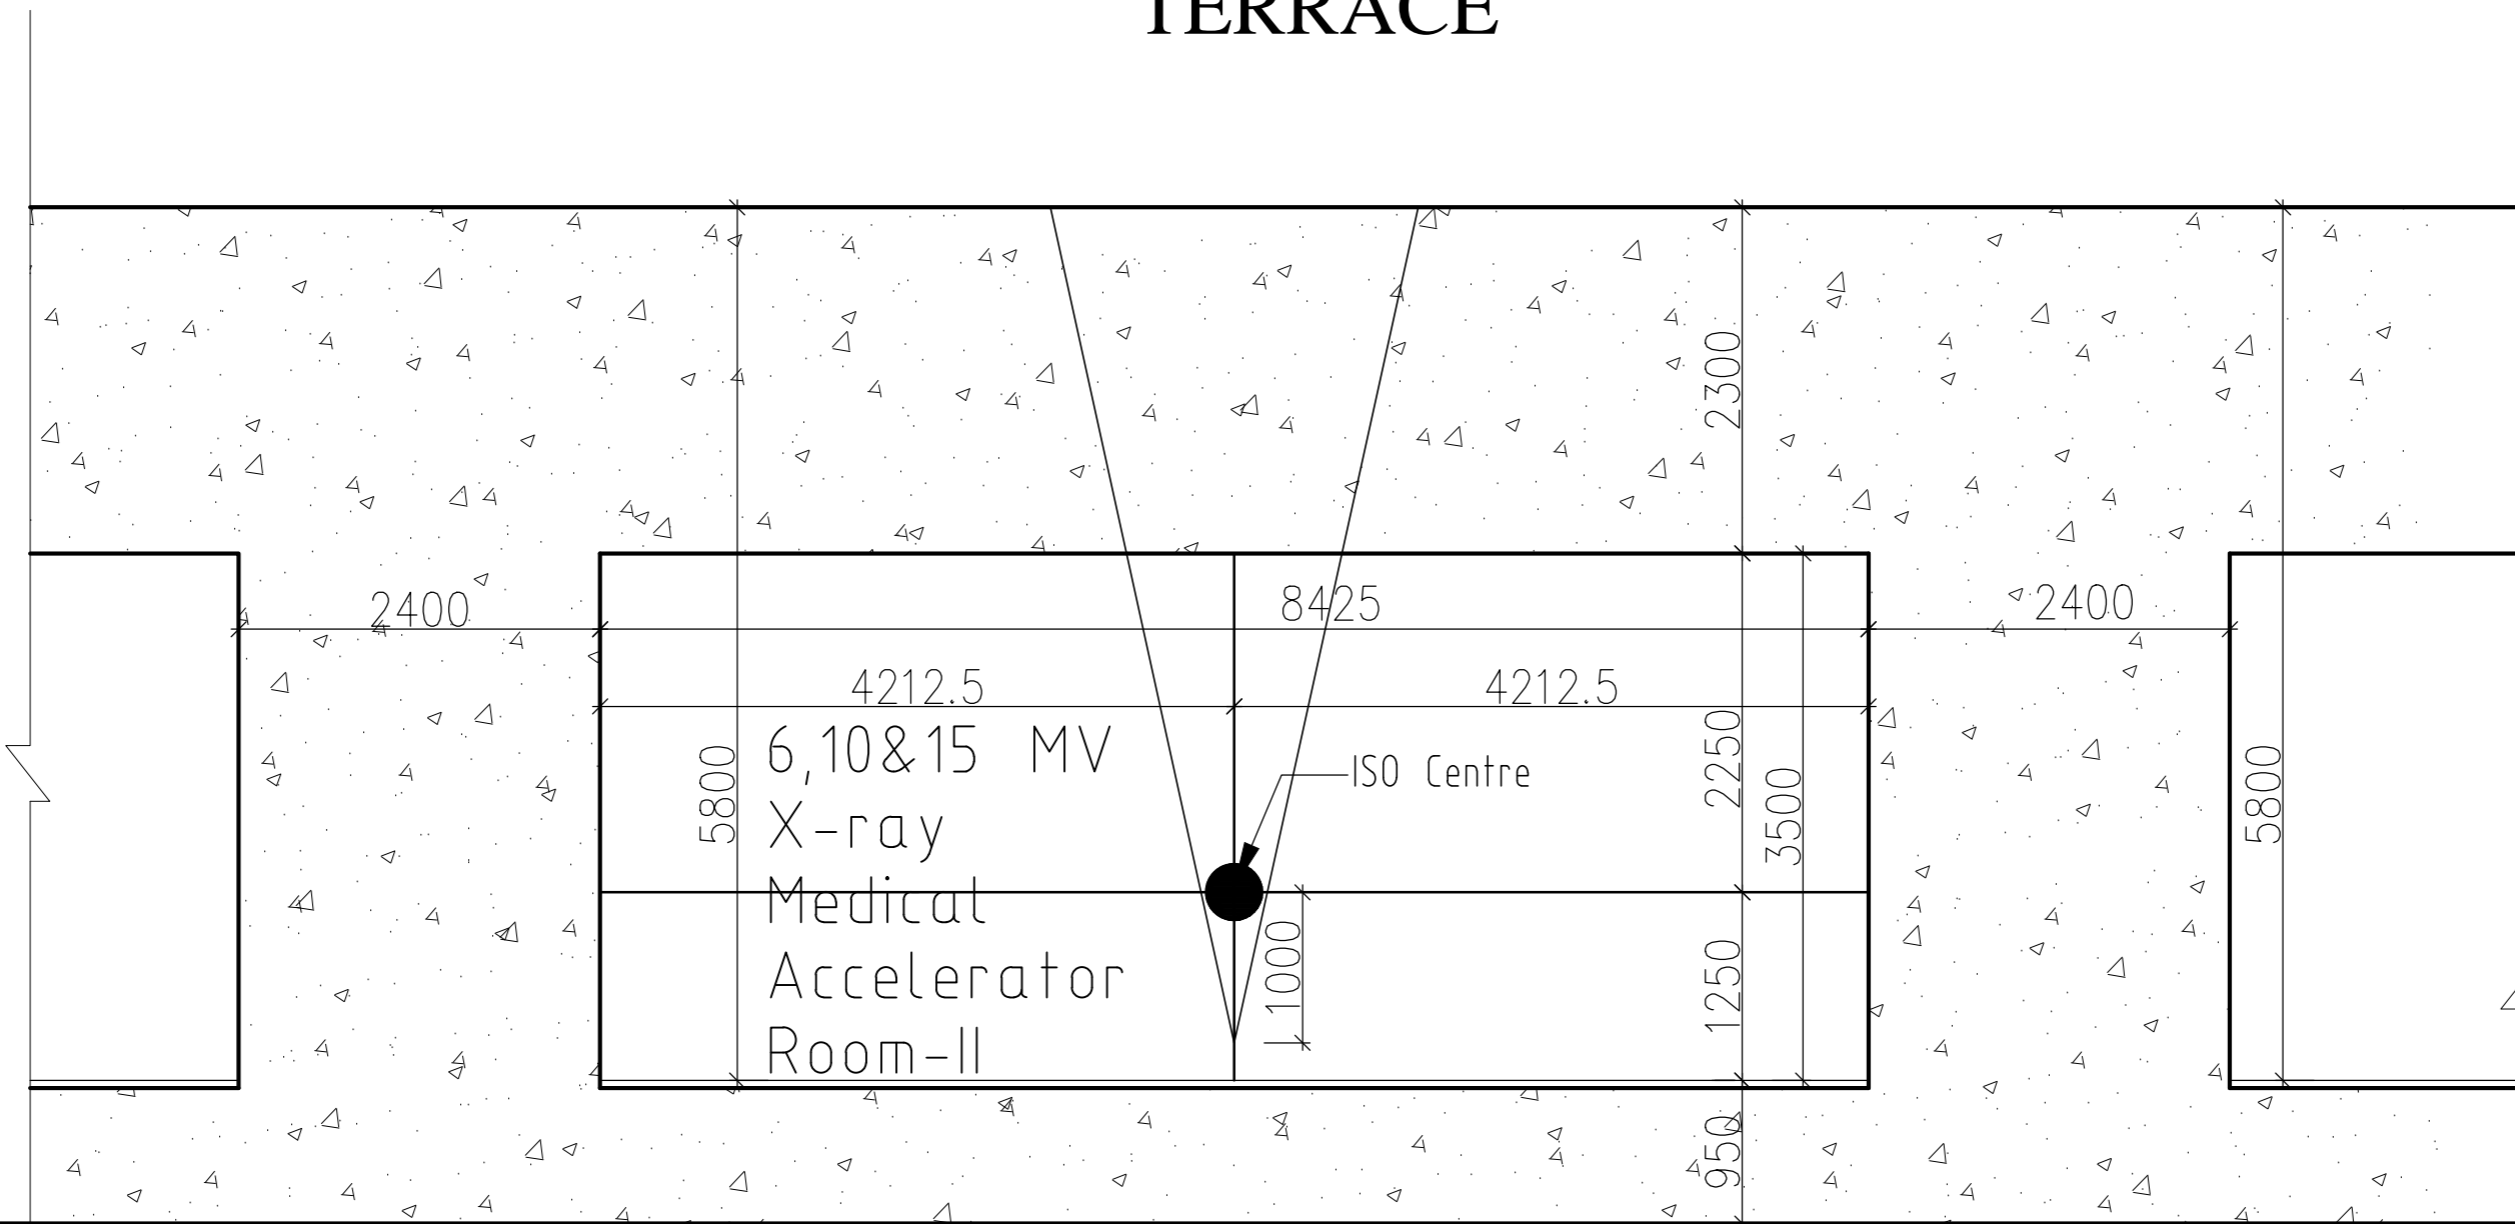 TERRACE
2300
2400
8425
2400
4212.5
4212.5
6,10&15 MV
X-ray
Medical
Accelerator
Room-II
5800
ISO Centre
2250
3500
5800
1000
1250
950